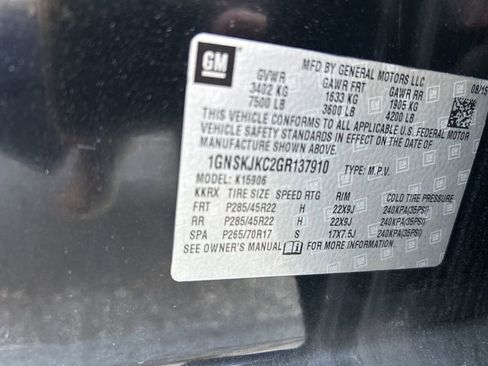 GM
MFD BY GENERAL MOTORS LLC
08/15
GVWR GAWR FRT GAWR RR
3402 KG 1633 KG 1905 KG
7500 LB 3600 LB 4200 LB
THIS VEHICLE CONFORMS TO ALL APPLICABLE U.S. FEDERAL MOTOR
VEHICLE SAFETY STANDARDS IN EFFECT ON THE DATE OF
MANUFACTURE SHOWN ABOVE.
1GNSKJKC2GR137910 TYPE: M.P.V.
MODEL: K15906
KKRX TIRE SIZE SPEED RTG RIM COLD TIRE PRESSURE
FRT P285/45R22 H 22X9J 240KPA(35PSI)
RR P285/45R22 H 22X9J 240KPA(35PSI)
SPA P265/70R17 S 17X7.5J 240KPA(35PSI)
SEE OWNER'S MANUAL FOR MORE INFORMATION.